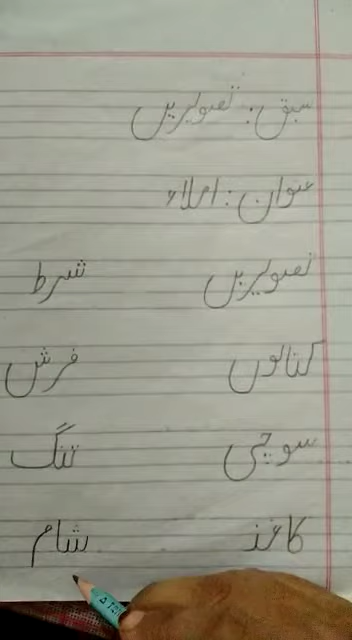 سبق: تصویریں
عنوان: املاء
تصویریں شرط
کتابوں فرش
سوچی تنگ
کاغذ شام